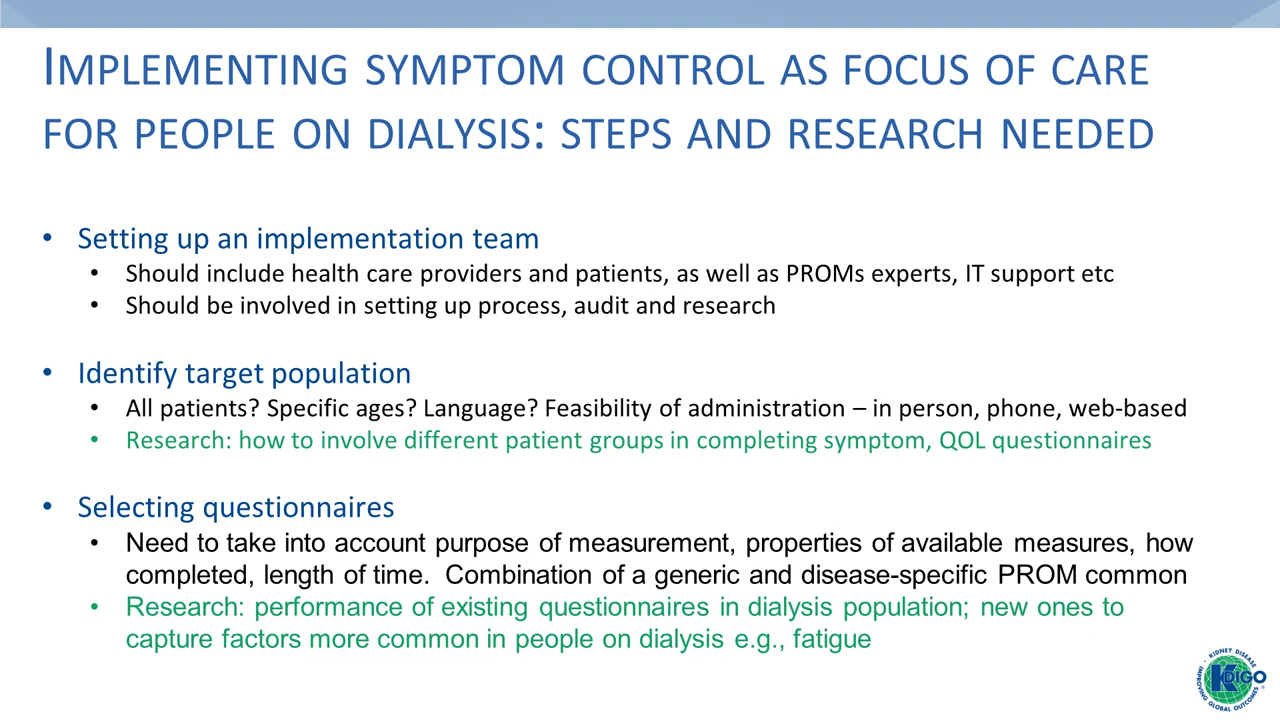 IMPLEMENTING SYMPTOM CONTROL AS FOCUS OF CARE
FOR PEOPLE ON DIALYSIS: STEPS AND RESEARCH NEEDED
• Setting up an implementation team
• Should include health care providers and patients, as well as PROMs experts, IT support etc
• Should be involved in setting up process, audit and research
• Identify target population
• All patients? Specific ages? Language? Feasibility of administration – in person, phone, web-based
• Research: how to involve different patient groups in completing symptom, QOL questionnaires
• Selecting questionnaires
• Need to take into account purpose of measurement, properties of available measures, how
completed, length of time.  Combination of a generic and disease-specific PROM common
• Research: performance of existing questionnaires in dialysis population; new ones to
capture factors more common in people on dialysis e.g., fatigue
KIDNEY DISEASE
KDIGO®
IMPROVING GLOBAL OUTCOMES